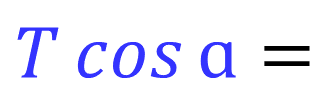 T cos ɑ =